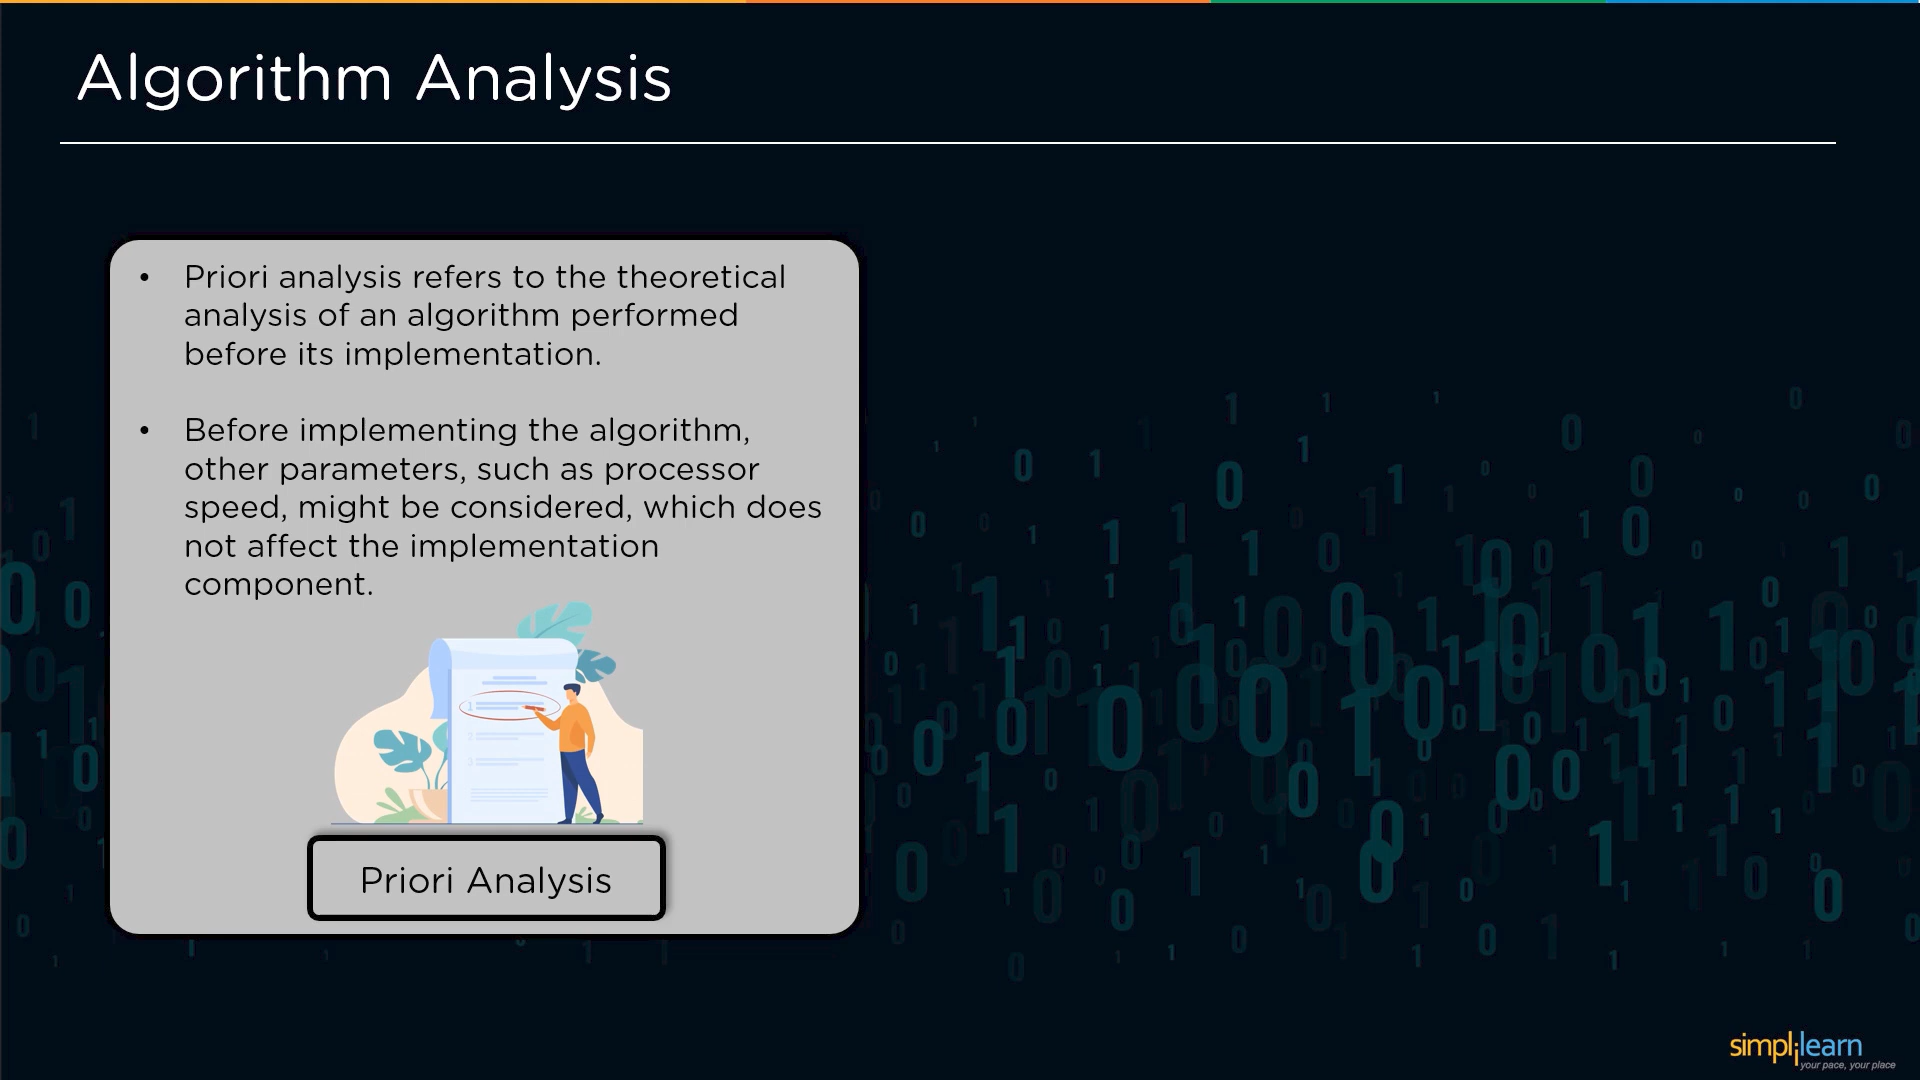 Algorithm Analysis
• Priori analysis refers to the theoretical
analysis of an algorithm performed
before its implementation.
• Before implementing the algorithm,
other parameters, such as processor
speed, might be considered, which does
not affect the implementation
component.
Priori Analysis
simplilearn
your pace, your place